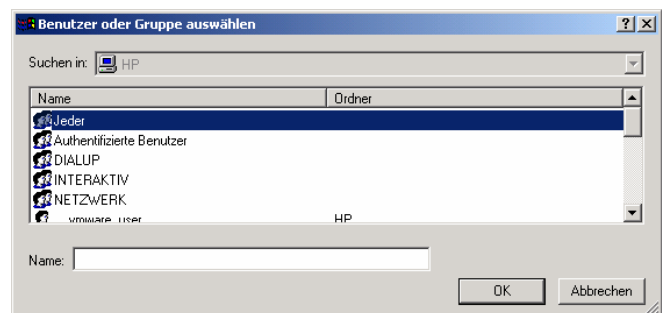 Benutzer oder Gruppe auswählen
Suchen in: HP
Name Ordner
Jeder
Authentifizierte Benutzer
DIALUP
INTERAKTIV
NETZWERK
__vmware_user__ HP
Name:
OK Abbrechen